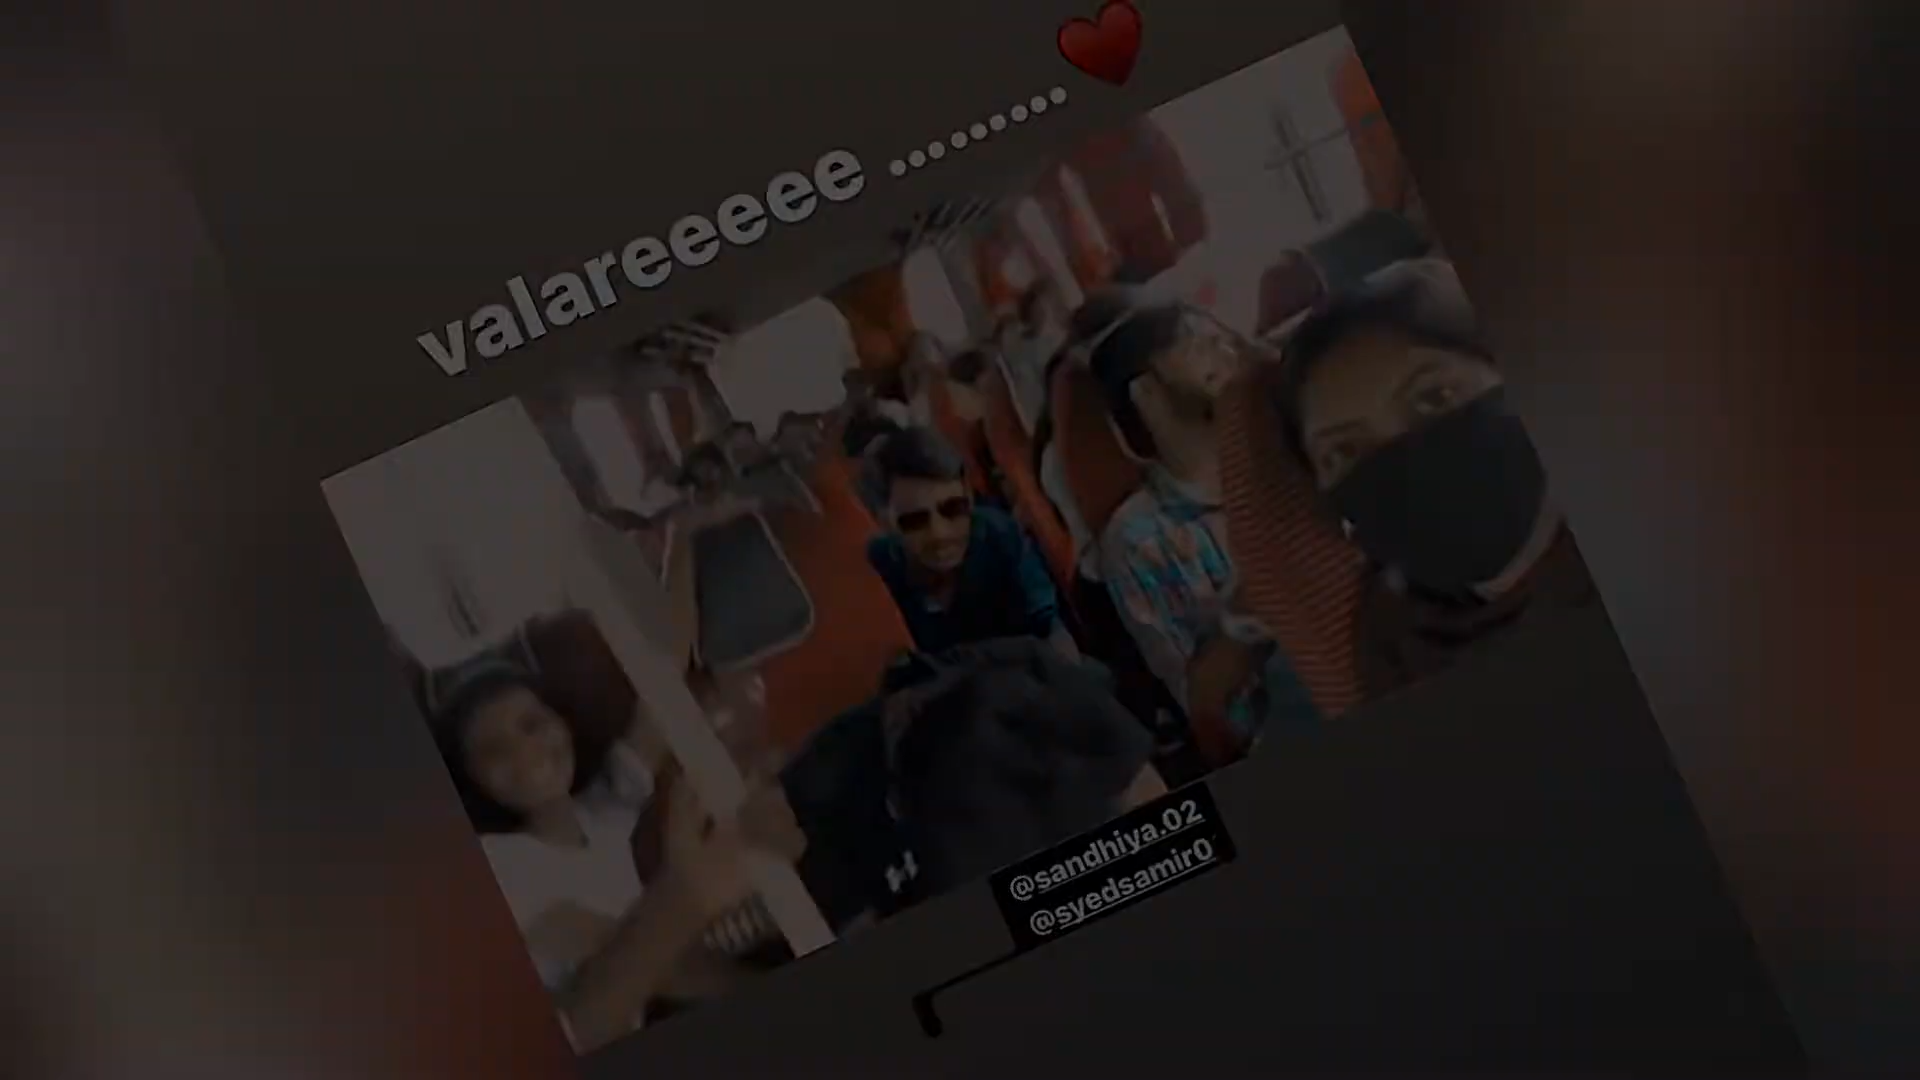 valareeeee .........❤️
@sandhiya.02
@syedsamir0